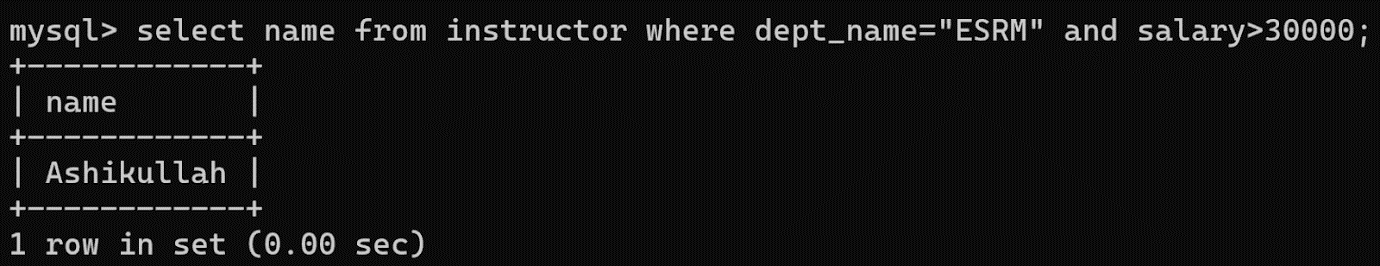 mysql> select name from instructor where dept_name="ESRM" and salary>30000;
+------------+
| name       |
+------------+
| Ashikullah |
+------------+
1 row in set (0.00 sec)